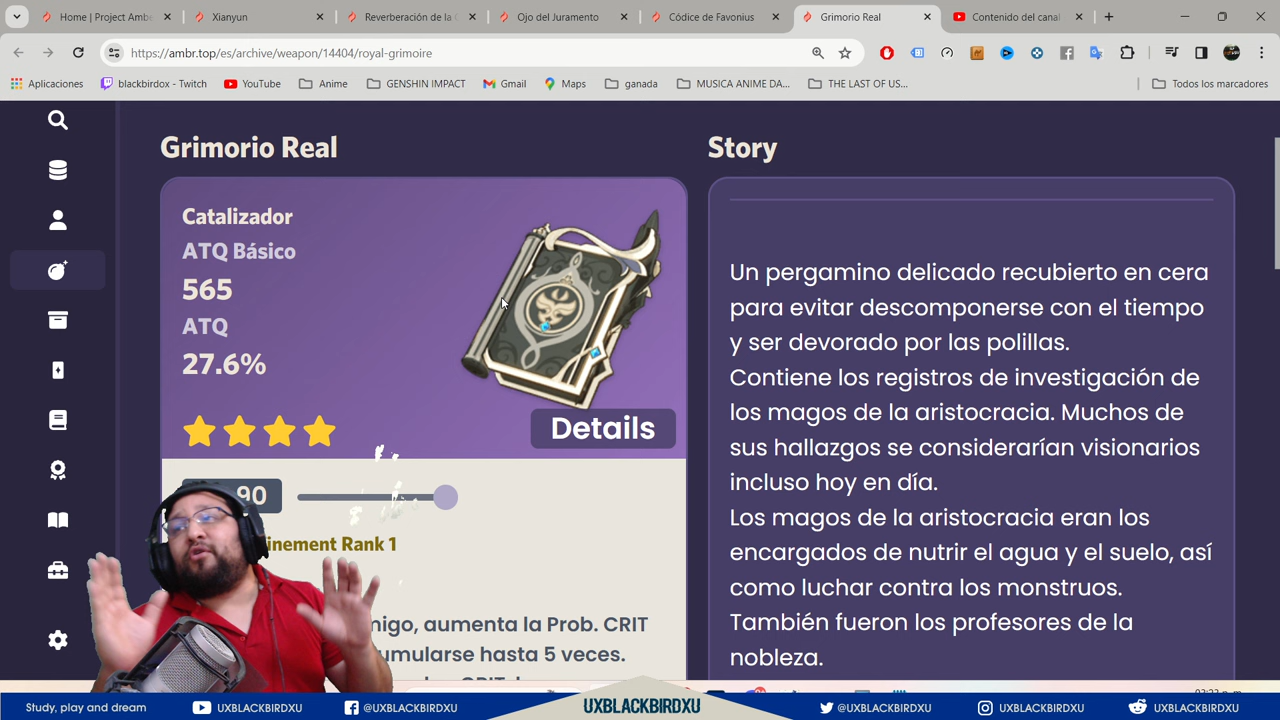 Home | Project Ambe
Xianyun
Reverberación de la C
Ojo del Juramento
Códice de Favonius
Grimorio Real
Contenido del canal
https://ambr.top/es/archive/weapon/14404/royal-grimoire
Aplicaciones
blackbirdox - Twitch
YouTube
Anime
GENSHIN IMPACT
Gmail
Maps
ganada
MUSICA ANIME DA...
THE LAST OF US...
Todos los marcadores
Grimorio Real
Catalizador
ATQ Básico
565
ATQ
27.6%
Details
90
inement Rank 1
migo, aumenta la Prob. CRIT
umularse hasta 5 veces.
Story
Un pergamino delicado recubierto en cera
para evitar descomponerse con el tiempo
y ser devorado por las polillas.
Contiene los registros de investigación de
los magos de la aristocracia. Muchos de
sus hallazgos se considerarían visionarios
incluso hoy en día.
Los magos de la aristocracia eran los
encargados de nutrir el agua y el suelo, así
como luchar contra los monstruos.
También fueron los profesores de la
nobleza.
Study, play and dream
UXBLACKBIRDXU
@UXBLACKBIRDXU
UXBLACKBIRDXU
@UXBLACKBIRDXU
UXBLACKBIRDXU
@UXBLACKBIRDXU